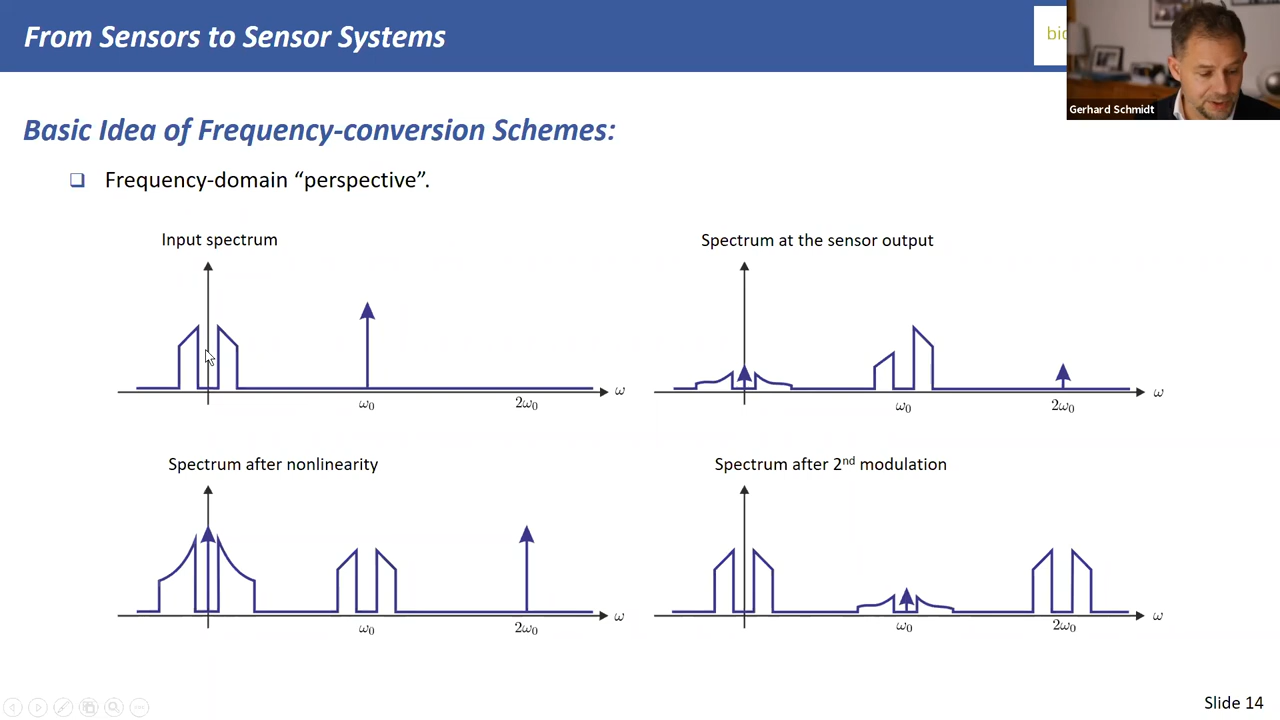 From Sensors to Sensor Systems
Gerhard Schmidt
Basic Idea of Frequency-conversion Schemes:
Frequency-domain “perspective”.
Input spectrum
ω
ω₀
2ω₀
Spectrum at the sensor output
ω
ω₀
2ω₀
Spectrum after nonlinearity
ω
ω₀
2ω₀
Spectrum after 2nd modulation
ω
ω₀
2ω₀
Slide 14